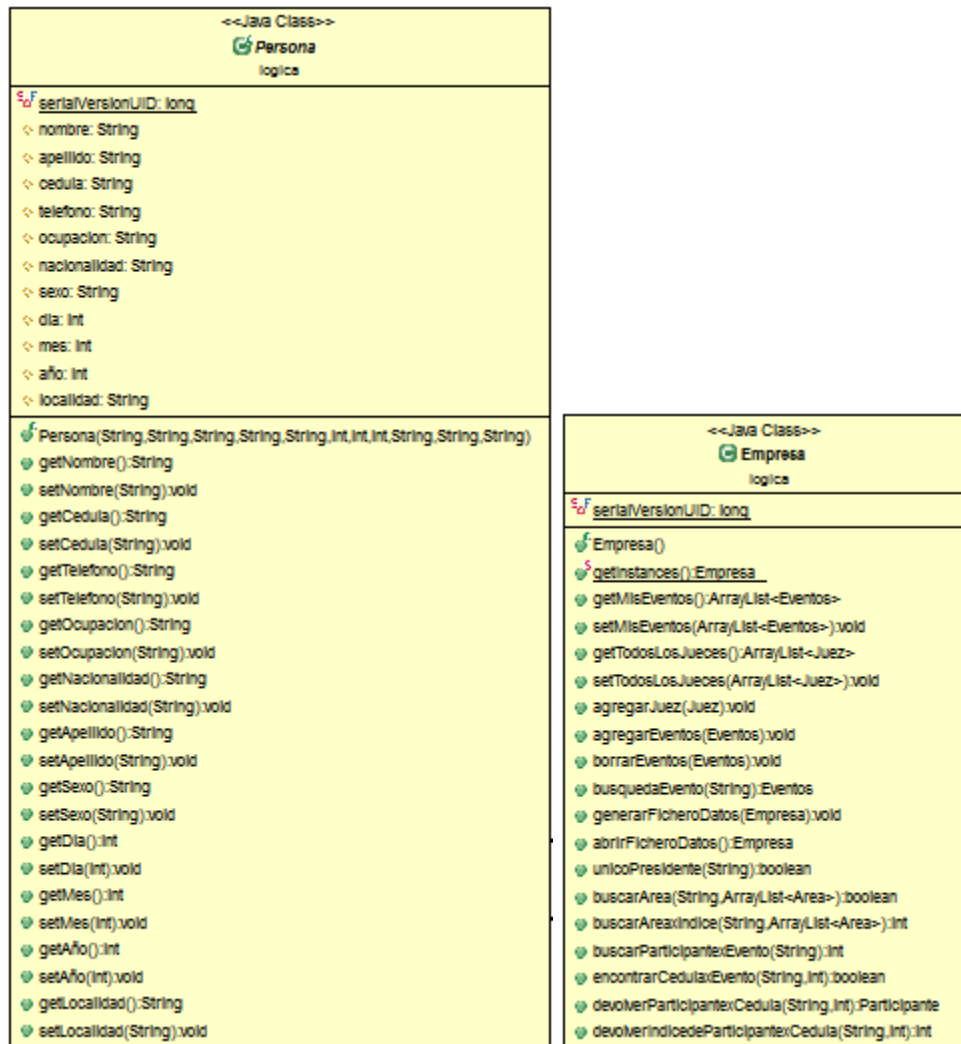 <<Java Class>>
Persona
logica
serialVersionUID: long
nombre: String
apellido: String
cedula: String
telefono: String
ocupacion: String
nacionalidad: String
sexo: String
dia: int
mes: int
año: int
localidad: String
Persona(String,String,String,String,String,int,int,int,String,String,String)
getNombre():String
setNombre(String):void
getCedula():String
setCedula(String):void
getTelefono():String
setTelefono(String):void
getOcupacion():String
setOcupacion(String):void
getNacionalidad():String
setNacionalidad(String):void
getApellido():String
setApellido(String):void
getSexo():String
setSexo(String):void
getDia():int
setDia(int):void
getMes():int
setMes(int):void
getAño():int
setAño(int):void
getLocalidad():String
setLocalidad(String):void
<<Java Class>>
Empresa
logica
serialVersionUID: long
Empresa()
getInstances():Empresa
getMisEventos():ArrayList<Eventos>
setMisEventos(ArrayList<Eventos>):void
getTodosLosJueces():ArrayList<Juez>
setTodosLosJueces(ArrayList<Juez>):void
agregarJuez(Juez):void
agregarEventos(Eventos):void
borrarEventos(Eventos):void
busquedaEvento(String):Eventos
generarFicheroDatos(Empresa):void
abrirFicheroDatos():Empresa
unicoPresidente(String):boolean
buscarArea(String,ArrayList<Area>):boolean
buscarAreaxIndice(String,ArrayList<Area>):int
buscarParticipantexEvento(String):int
encontrarCedulaxEvento(String,int):boolean
devolverParticipantexCedula(String,int):Participante
devolverIndicedeParticipantexCedula(String,int):int